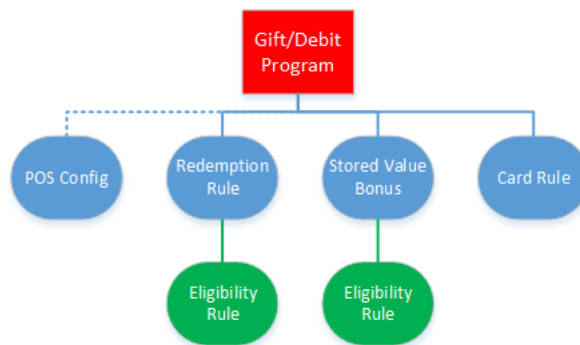 Gift/Debit
Program
POS Config
Redemption
Rule
Stored Value
Bonus
Card Rule
Eligibility
Rule
Eligibility
Rule